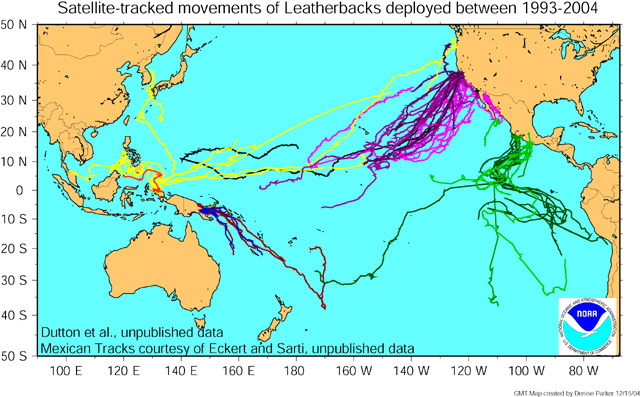 Satellite-tracked movements of Leatherbacks deployed between 1993-2004
50 N
40 N
30 N
20 N
10 N
0
10 S
20 S
30 S
40 S
50 S
Dutton et al., unpublished data
Mexican Tracks courtesy of Eckert and Sarti, unpublished data
NOAA
100 E
120 E
140 E
160 E
180
160 W
140 W
120 W
100 W
80 W
GMT Map created by Denise Parker 12/15/04